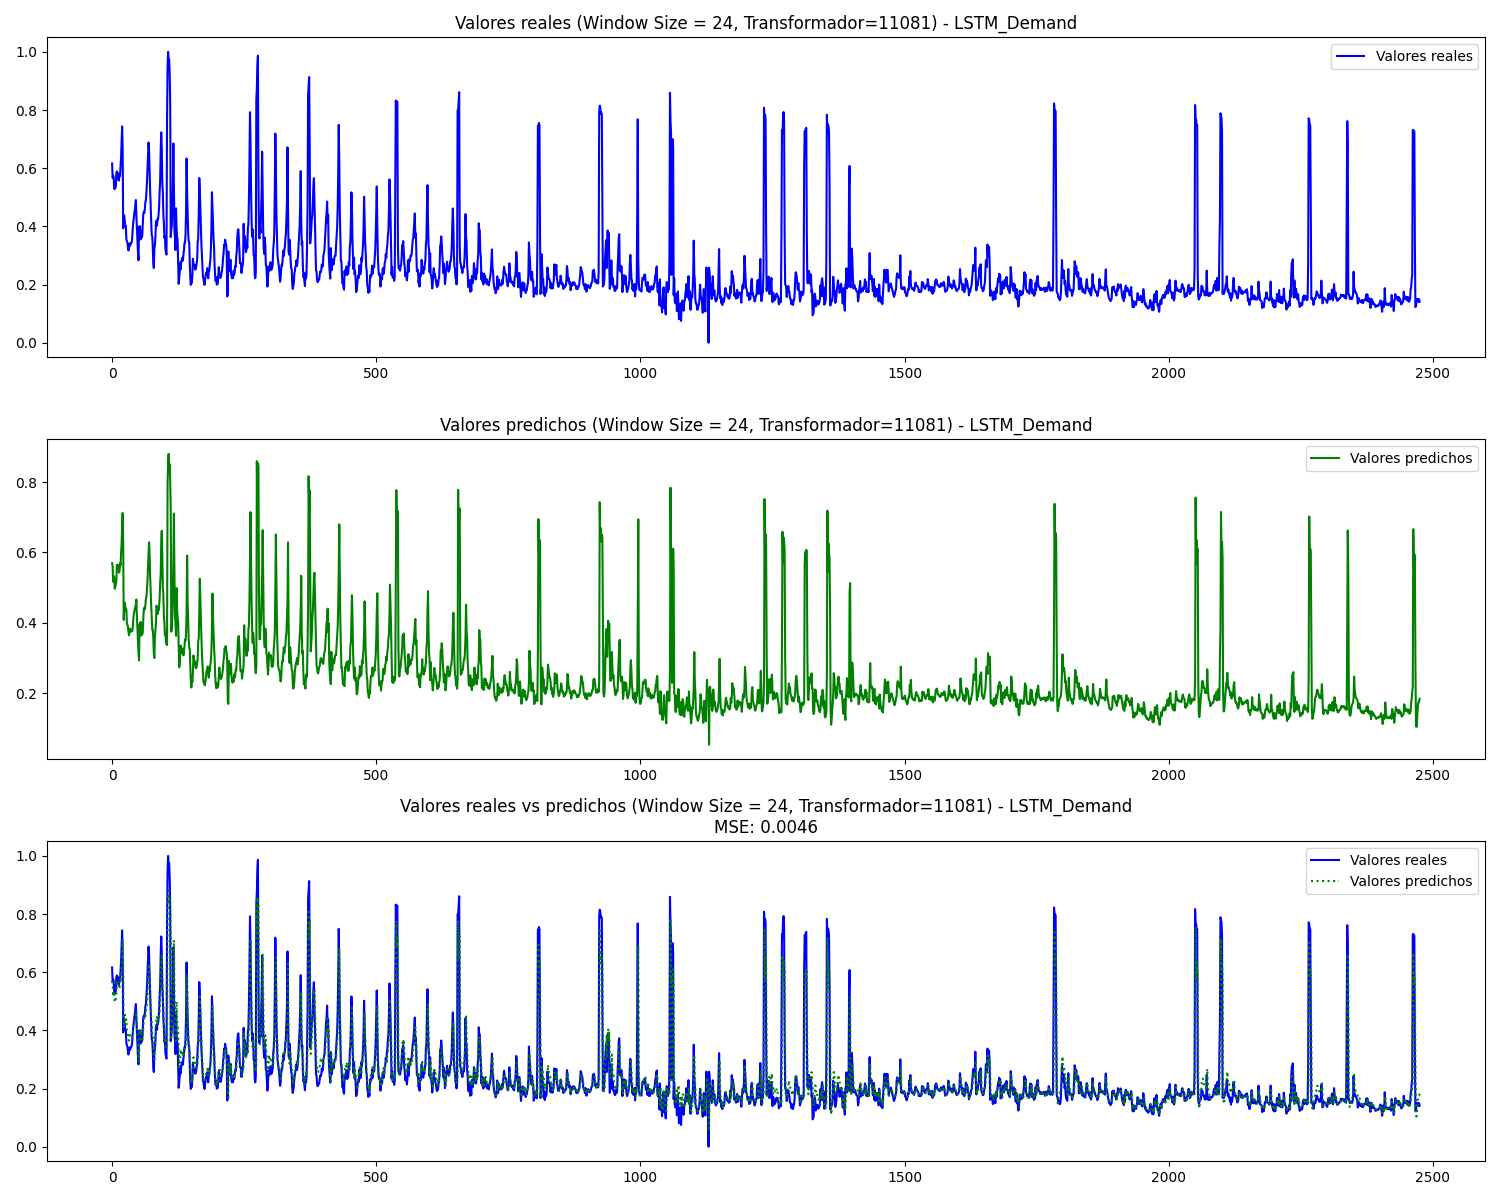 Valores reales (Window Size = 24, Transformador=11081) - LSTM_Demand
Valores reales
1.0
0.8
0.6
0.4
0.2
0.0
0 500 1000 1500 2000 2500
Valores predichos (Window Size = 24, Transformador=11081) - LSTM_Demand
Valores predichos
0.8
0.6
0.4
0.2
0 500 1000 1500 2000 2500
Valores reales vs predichos (Window Size = 24, Transformador=11081) - LSTM_Demand
MSE: 0.0046
Valores reales
Valores predichos
1.0
0.8
0.6
0.4
0.2
0.0
0 500 1000 1500 2000 2500